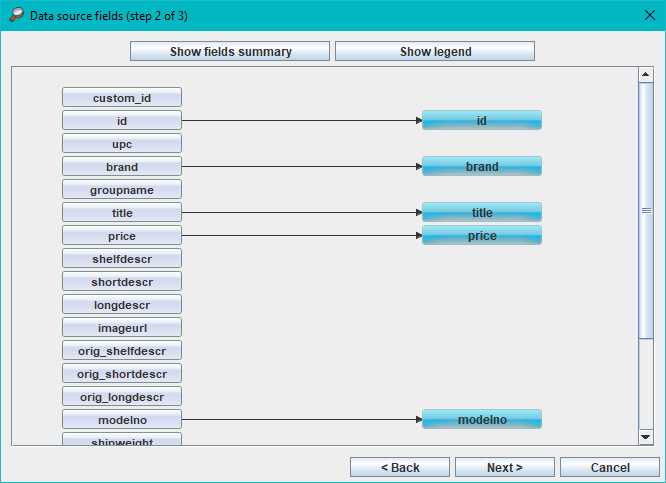 Data source fields (step 2 of 3)
Show fields summary Show legend
custom_id
id id
upc
brand brand
groupname
title title
price price
shelfdescr
shortdescr
longdescr
imageurl
orig_shelfdescr
orig_shortdescr
orig_longdescr
modelno modelno
shipweight
< Back Next > Cancel